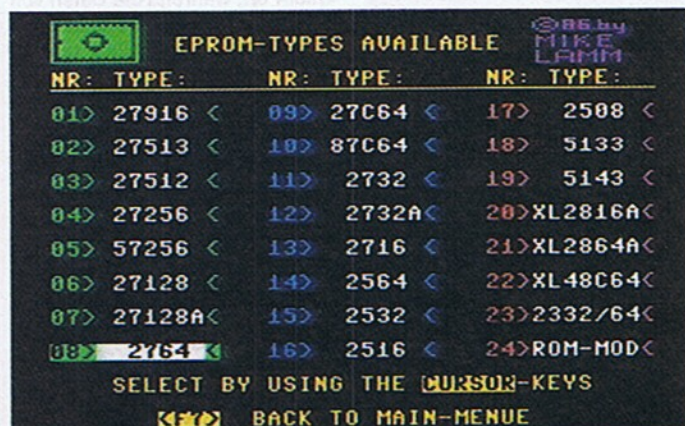 EPROM-TYPES AVAILABLE
©86.by
MIKE
LAMM
NR: TYPE: NR: TYPE: NR: TYPE:
01> 27916 < 09> 27C64 < 17> 2508 <
02> 27513 < 10> 87C64 < 18> 5133 <
03> 27512 < 11> 2732 < 19> 5143 <
04> 27256 < 12> 2732A< 20>XL2816A<
05> 57256 < 13> 2716 < 21>XL2864A<
06> 27128 < 14> 2564 < 22>XL48C64<
07> 27128A< 15> 2532 < 23>2332/64<
08> 2764 < 16> 2516 < 24>ROM-MOD<
SELECT BY USING THE CURSOR-KEYS
<F7> BACK TO MAIN-MENUE